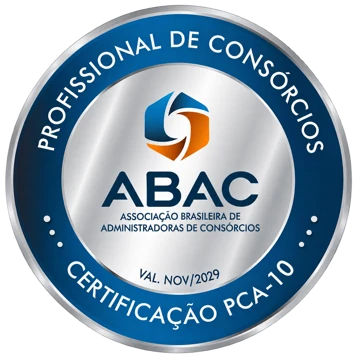 PROFISSIONAL DE CONSÓRCIOS
ABAC
ASSOCIAÇÃO BRASILEIRA DE
ADMINISTRADORAS DE CONSÓRCIOS
VAL. NOV/2029
CERTIFICAÇÃO PCA-10